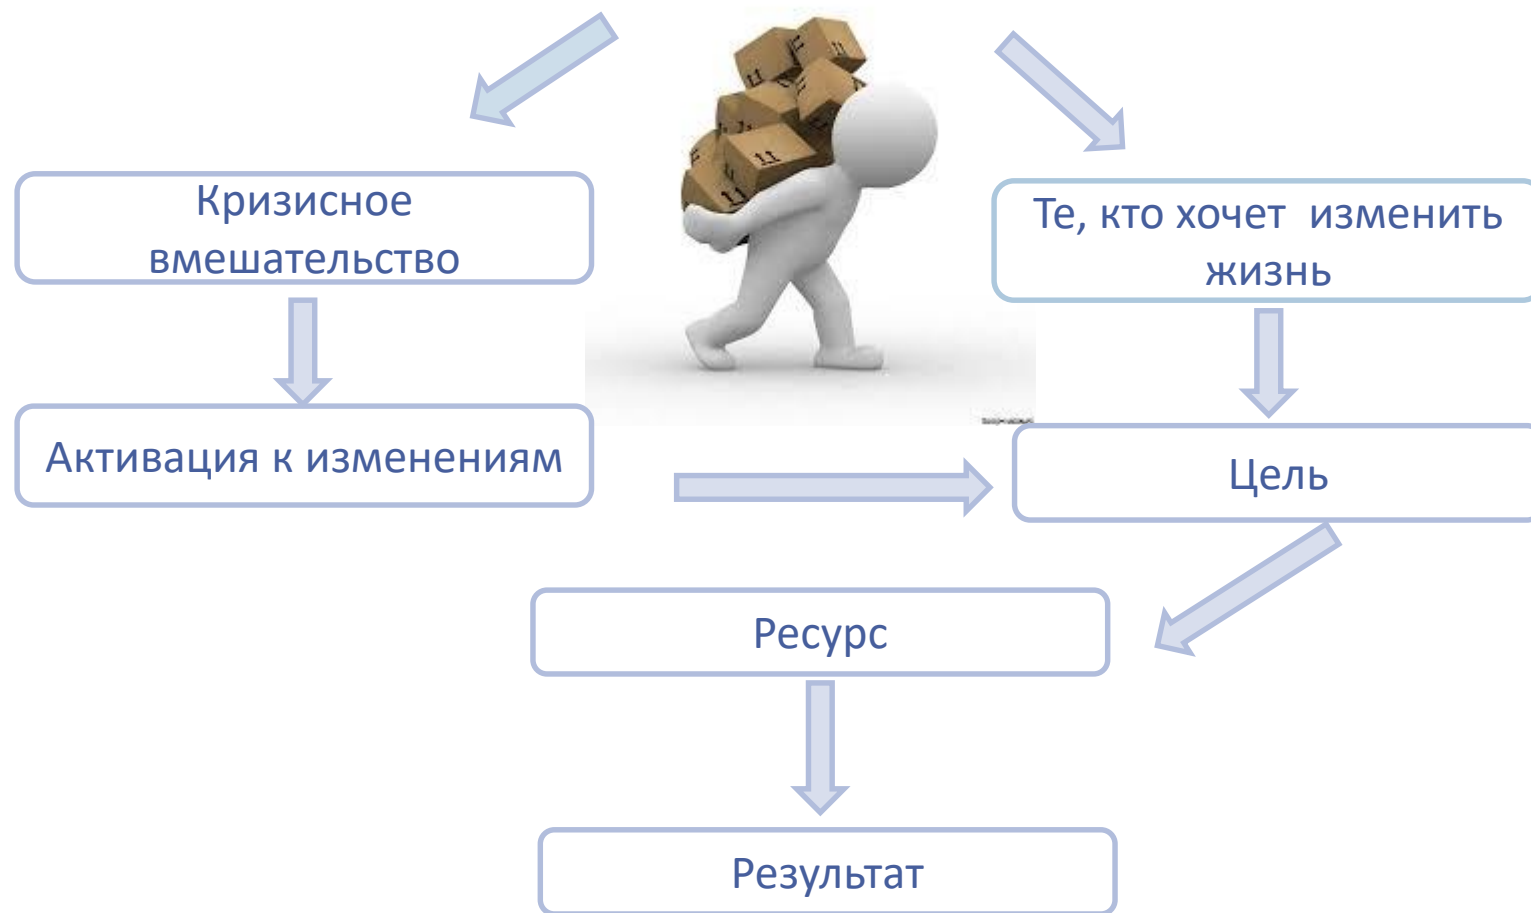 Кризисное
вмешательство
Те, кто хочет изменить
жизнь
Активация к изменениям
Цель
Ресурс
Результат